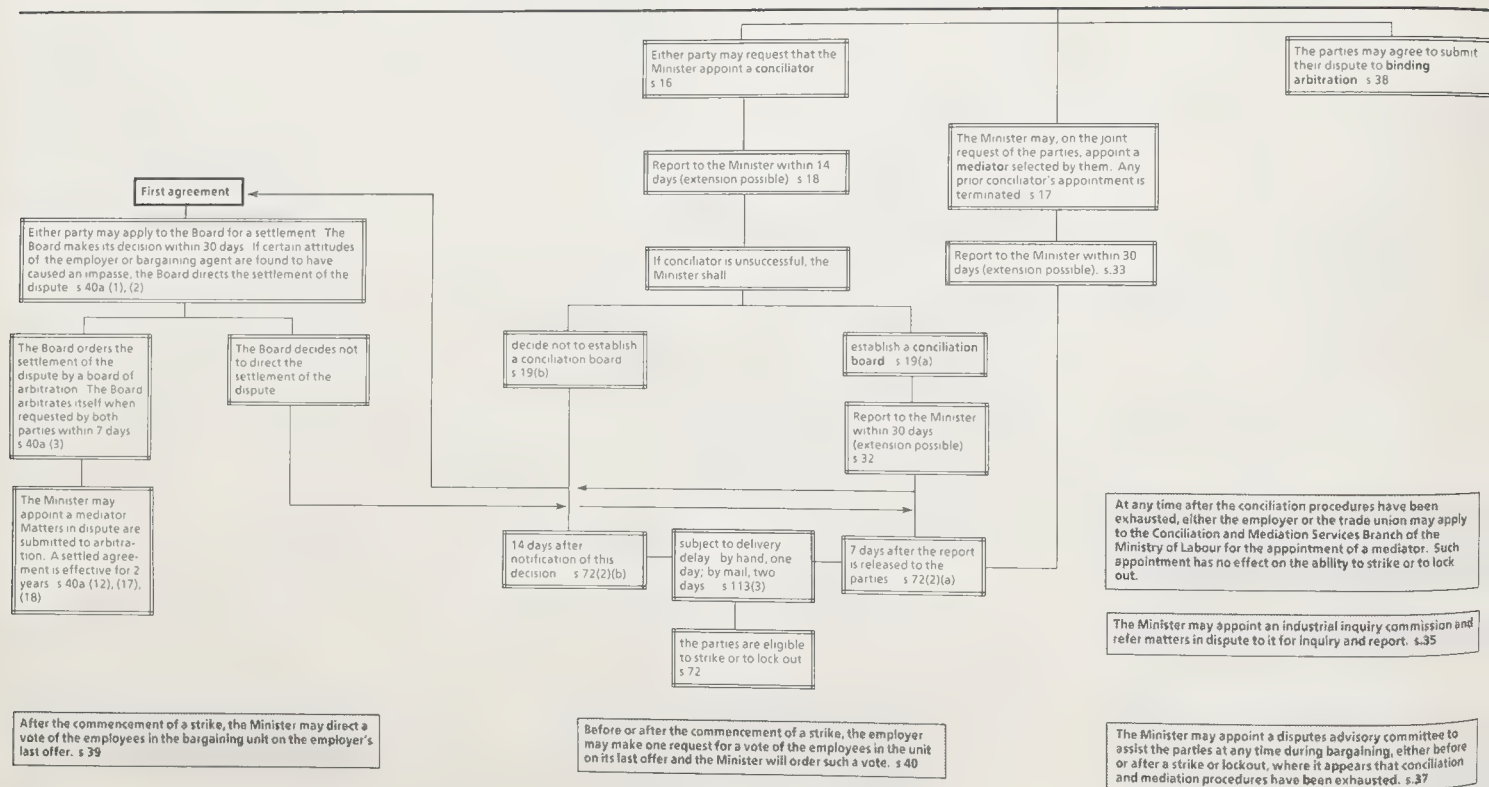 Either party may request that the
Minister appoint a conciliator
s 16
The parties may agree to submit
their dispute to binding
arbitration s 38
The Minister may, on the joint
request of the parties, appoint a
mediator selected by them. Any
prior conciliator's appointment is
terminated s 17
Report to the Minister within 14
days (extension possible) s 18
First agreement
Either party may apply to the Board for a settlement The
Board makes its decision within 30 days If certain attitudes
of the employer or bargaining agent are found to have
caused an impasse, the Board directs the settlement of the
dispute s 40a (1), (2)
If conciliator is unsuccessful, the
Minister shall
Report to the Minister within 30
days (extension possible). s.33
The Board orders the
settlement of the
dispute by a board of
arbitration The Board
arbitrates itself when
requested by both
parties within 7 days
s 40a (3)
The Board decides not
to direct the
settlement of the
dispute
decide not to establish
a conciliation board
s 19(b)
establish a conciliation
board s 19(a)
Report to the Minister
within 30 days
(extension possible)
s 32
The Minister may
appoint a mediator
Matters in dispute are
submitted to arbitra-
tion. A settled agree-
ment is effective for 2
years s 40a (12), (17),
(18)
14 days after
notification of this
decision s 72(2)(b)
subject to delivery
delay by hand, one
day; by mail, two
days s 113(3)
7 days after the report
is released to the
parties s 72(2)(a)
the parties are eligible
to strike or to lock out
s 72
At any time after the conciliation procedures have been
exhausted, either the employer or the trade union may apply
to the Conciliation and Mediation Services Branch of the
Ministry of Labour for the appointment of a mediator. Such
appointment has no effect on the ability to strike or to lock
out.
The Minister may appoint an industrial inquiry commission and
refer matters in dispute to it for inquiry and report. s.35
After the commencement of a strike, the Minister may direct a
vote of the employees in the bargaining unit on the employer's
last offer. s 39
Before or after the commencement of a strike, the employer
may make one request for a vote of the employees in the unit
on its last offer and the Minister will order such a vote. s 40
The Minister may appoint a disputes advisory committee to
assist the parties at any time during bargaining, either before
or after a strike or lockout, where it appears that conciliation
and mediation procedures have been exhausted. s.37